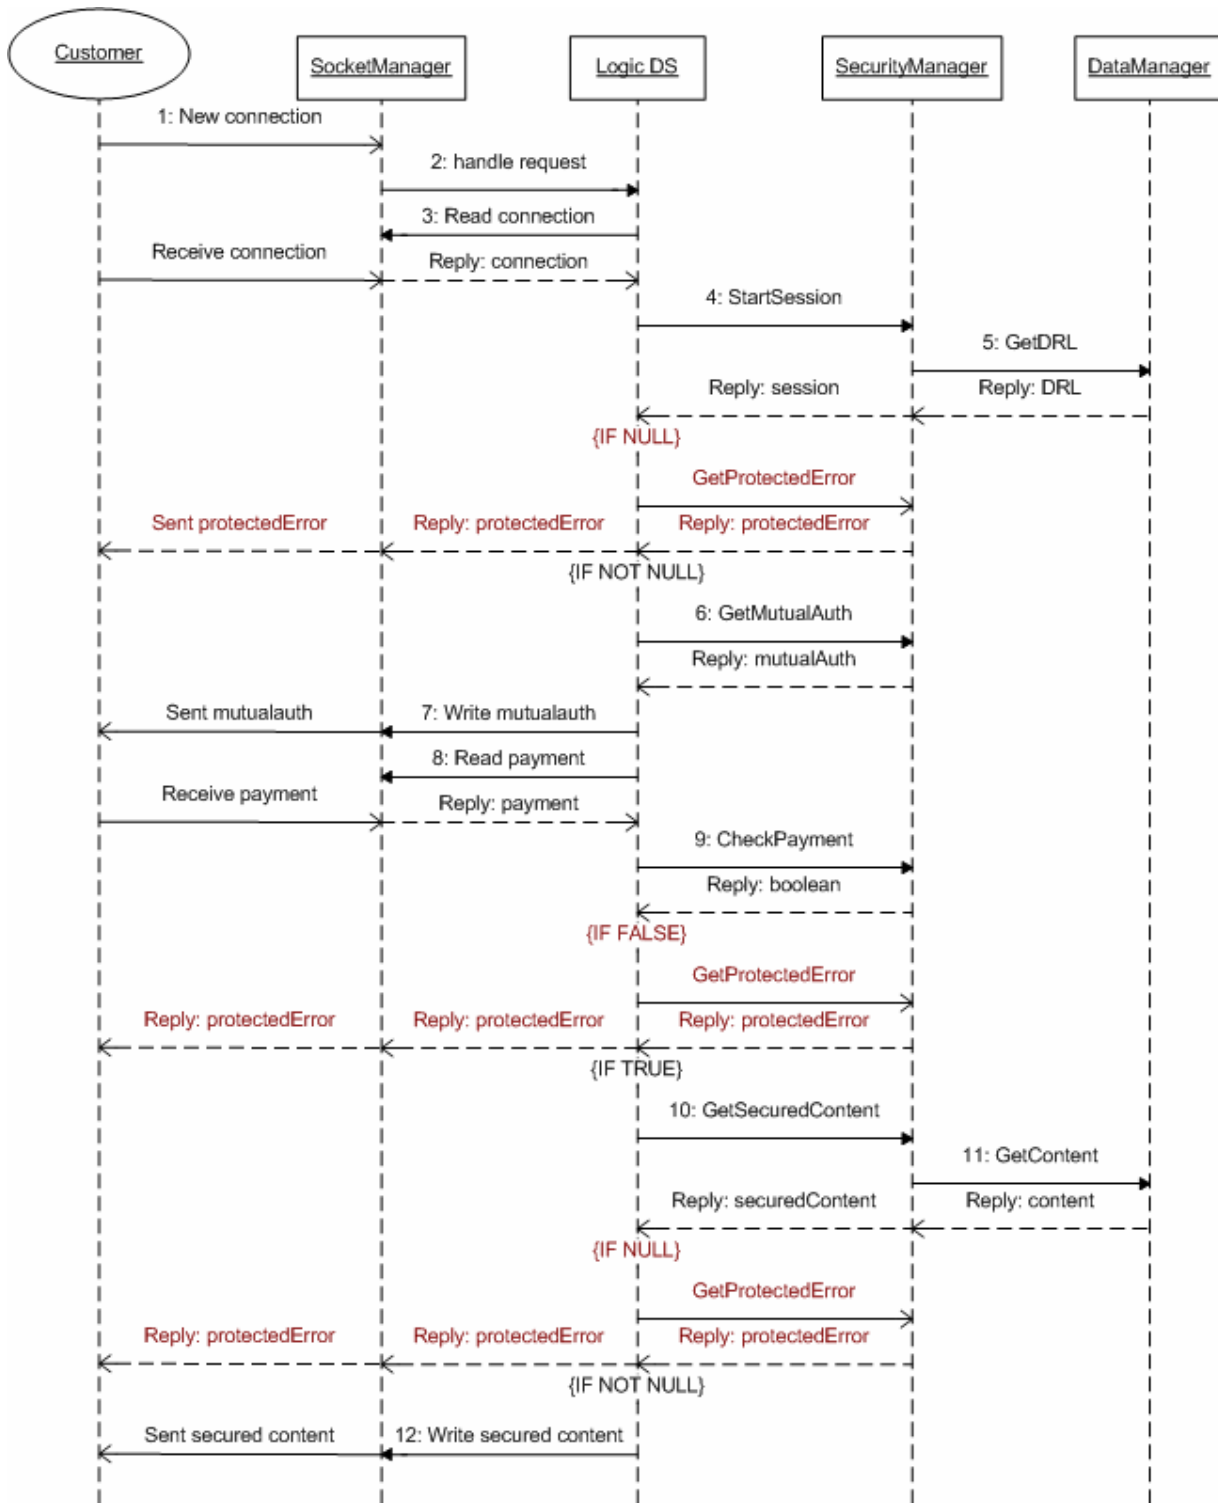 Customer
SocketManager
Logic DS
SecurityManager
DataManager
1: New connection
2: handle request
3: Read connection
Receive connection
Reply: connection
4: StartSession
5: GetDRL
Reply: session
Reply: DRL
{IF NULL}
GetProtectedError
Sent protectedError
Reply: protectedError
Reply: protectedError
{IF NOT NULL}
6: GetMutualAuth
Reply: mutualAuth
Sent mutualauth
7: Write mutualauth
8: Read payment
Receive payment
Reply: payment
9: CheckPayment
Reply: boolean
{IF FALSE}
GetProtectedError
Reply: protectedError
Reply: protectedError
Reply: protectedError
{IF TRUE}
10: GetSecuredContent
11: GetContent
Reply: securedContent
Reply: content
{IF NULL}
GetProtectedError
Reply: protectedError
Reply: protectedError
Reply: protectedError
{IF NOT NULL}
Sent secured content
12: Write secured content